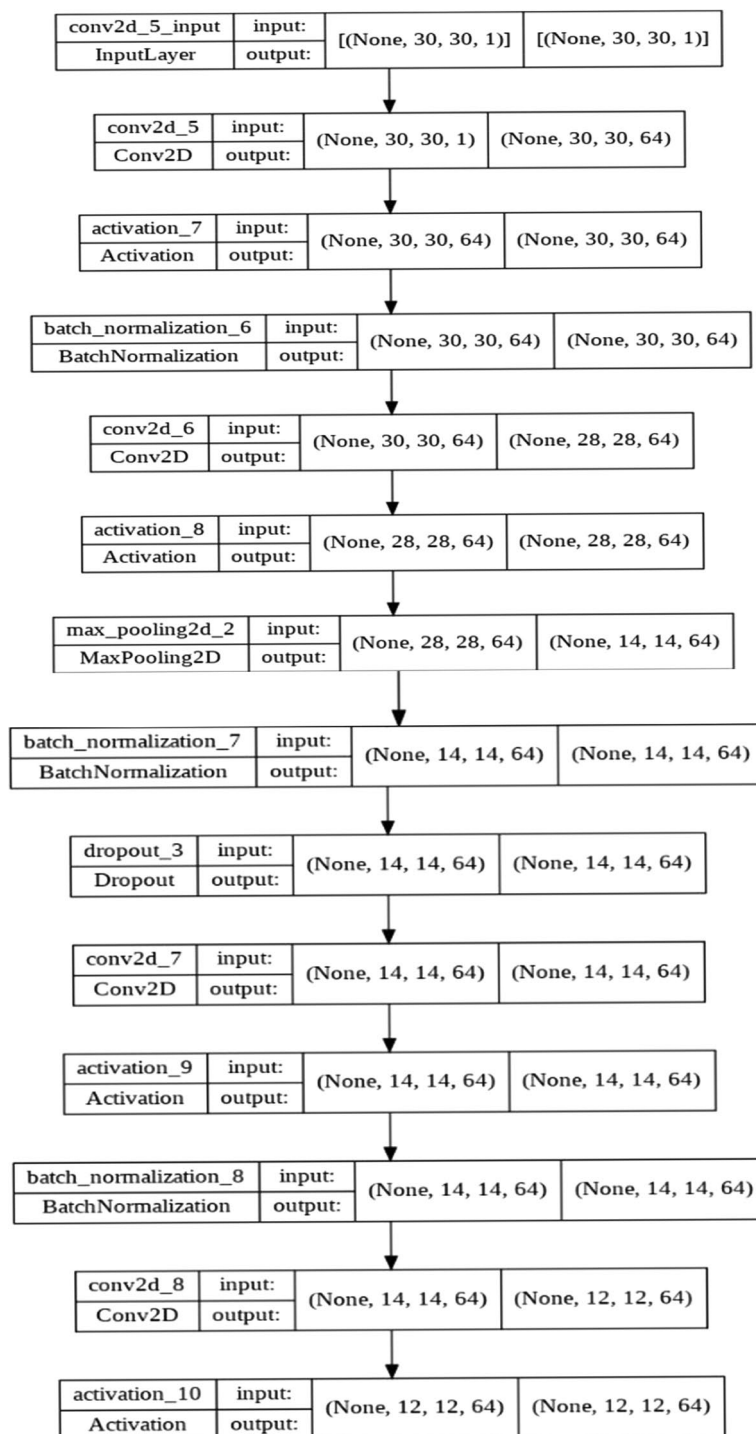 conv2d_5_input input: [(None, 30, 30, 1)] [(None, 30, 30, 1)]
InputLayer output:
conv2d_5 input: (None, 30, 30, 1) (None, 30, 30, 64)
Conv2D output:
activation_7 input: (None, 30, 30, 64) (None, 30, 30, 64)
Activation output:
batch_normalization_6 input: (None, 30, 30, 64) (None, 30, 30, 64)
BatchNormalization output:
conv2d_6 input: (None, 30, 30, 64) (None, 28, 28, 64)
Conv2D output:
activation_8 input: (None, 28, 28, 64) (None, 28, 28, 64)
Activation output:
max_pooling2d_2 input: (None, 28, 28, 64) (None, 14, 14, 64)
MaxPooling2D output:
batch_normalization_7 input: (None, 14, 14, 64) (None, 14, 14, 64)
BatchNormalization output:
dropout_3 input: (None, 14, 14, 64) (None, 14, 14, 64)
Dropout output:
conv2d_7 input: (None, 14, 14, 64) (None, 14, 14, 64)
Conv2D output:
activation_9 input: (None, 14, 14, 64) (None, 14, 14, 64)
Activation output:
batch_normalization_8 input: (None, 14, 14, 64) (None, 14, 14, 64)
BatchNormalization output:
conv2d_8 input: (None, 14, 14, 64) (None, 12, 12, 64)
Conv2D output:
activation_10 input: (None, 12, 12, 64) (None, 12, 12, 64)
Activation output: